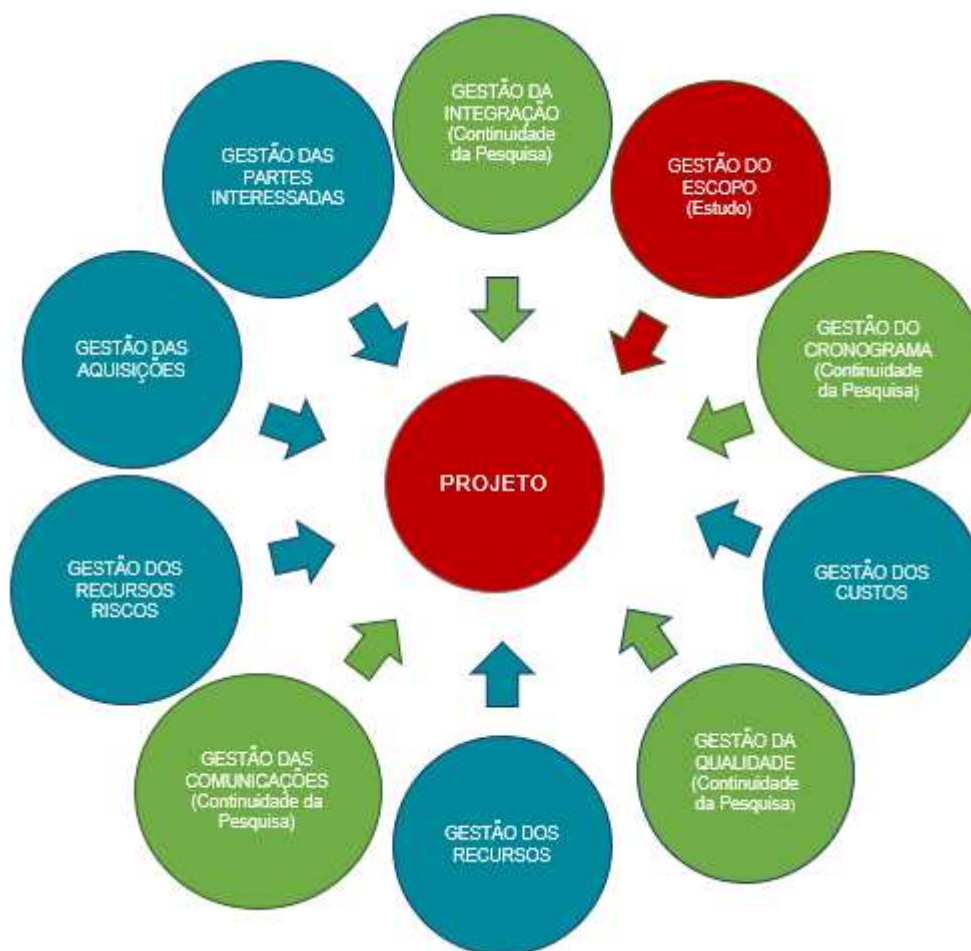 GESTÃO DA
INTEGRAÇÃO
(Continuidade
da Pesquisa)
GESTÃO DO
ESCOPO
(Estudo)
GESTÃO DO
CRONOGRAMA
(Continuidade
da Pesquisa)
GESTÃO DOS
CUSTOS
GESTÃO DA
QUALIDADE
(Continuidade
da Pesquisa)
GESTÃO DOS
RECURSOS
GESTÃO DAS
COMUNICAÇÕES
(Continuidade da
Pesquisa)
GESTÃO DOS
RECURSOS
RISCOS
GESTÃO DAS
AQUISIÇÕES
GESTÃO DAS
PARTES
INTERESSADAS
PROJETO